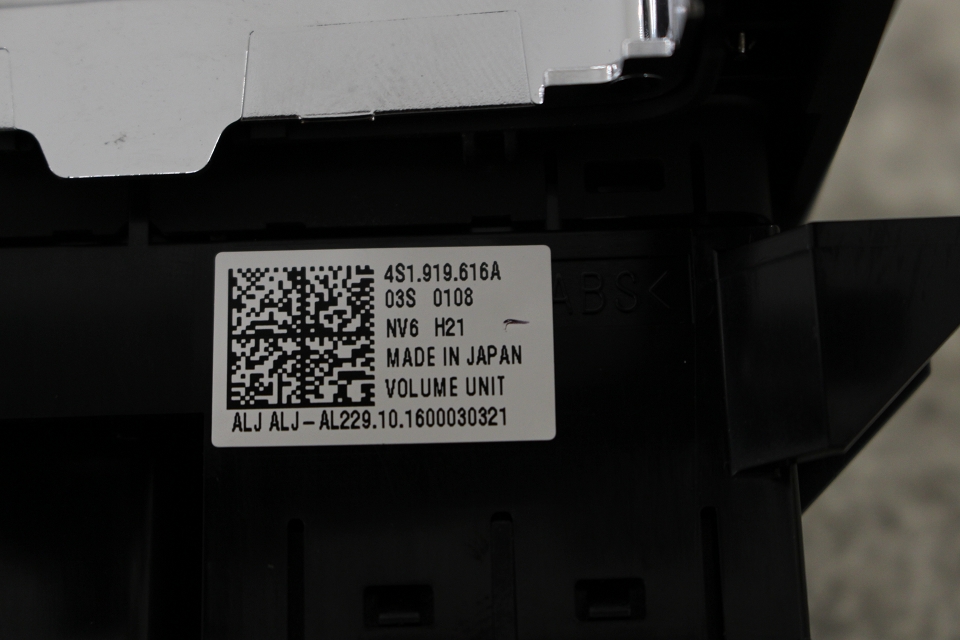 4S1.919.616A
03S 0108
NV6 H21
MADE IN JAPAN
VOLUME UNIT
ALJ ALJ-AL229.10.1600030321
ABS<